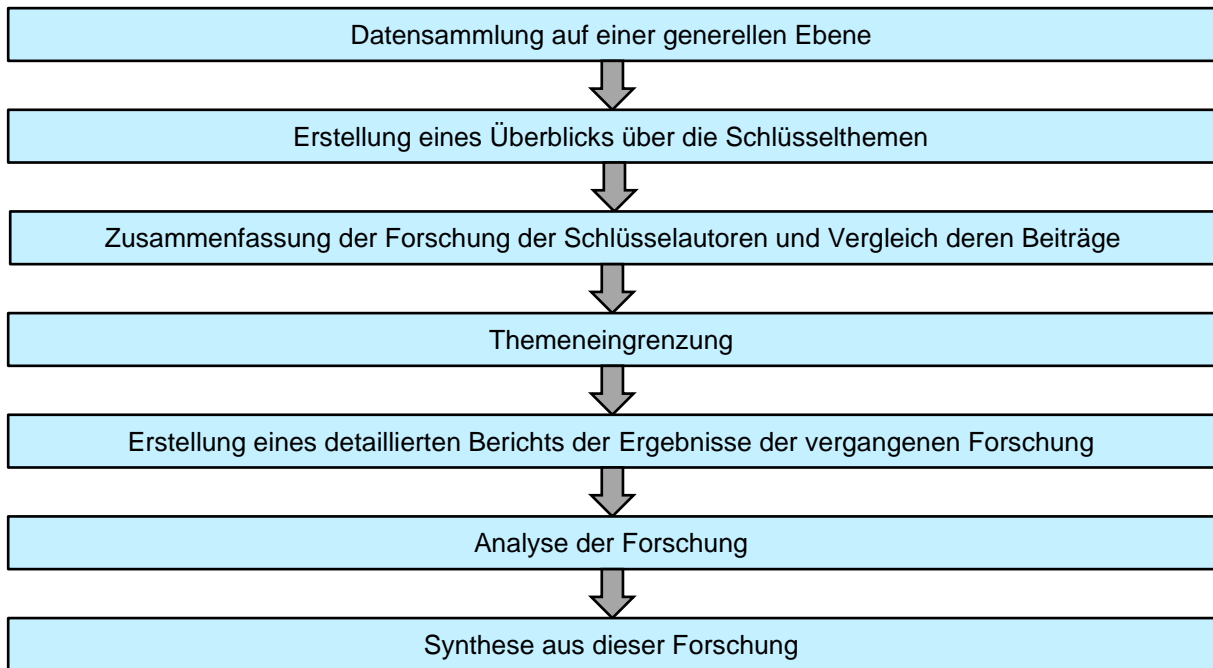 Datensammlung auf einer generellen Ebene
Erstellung eines Überblicks über die Schlüsselthemen
Zusammenfassung der Forschung der Schlüsselautoren und Vergleich deren Beiträge
Themeneingrenzung
Erstellung eines detaillierten Berichts der Ergebnisse der vergangenen Forschung
Analyse der Forschung
Synthese aus dieser Forschung